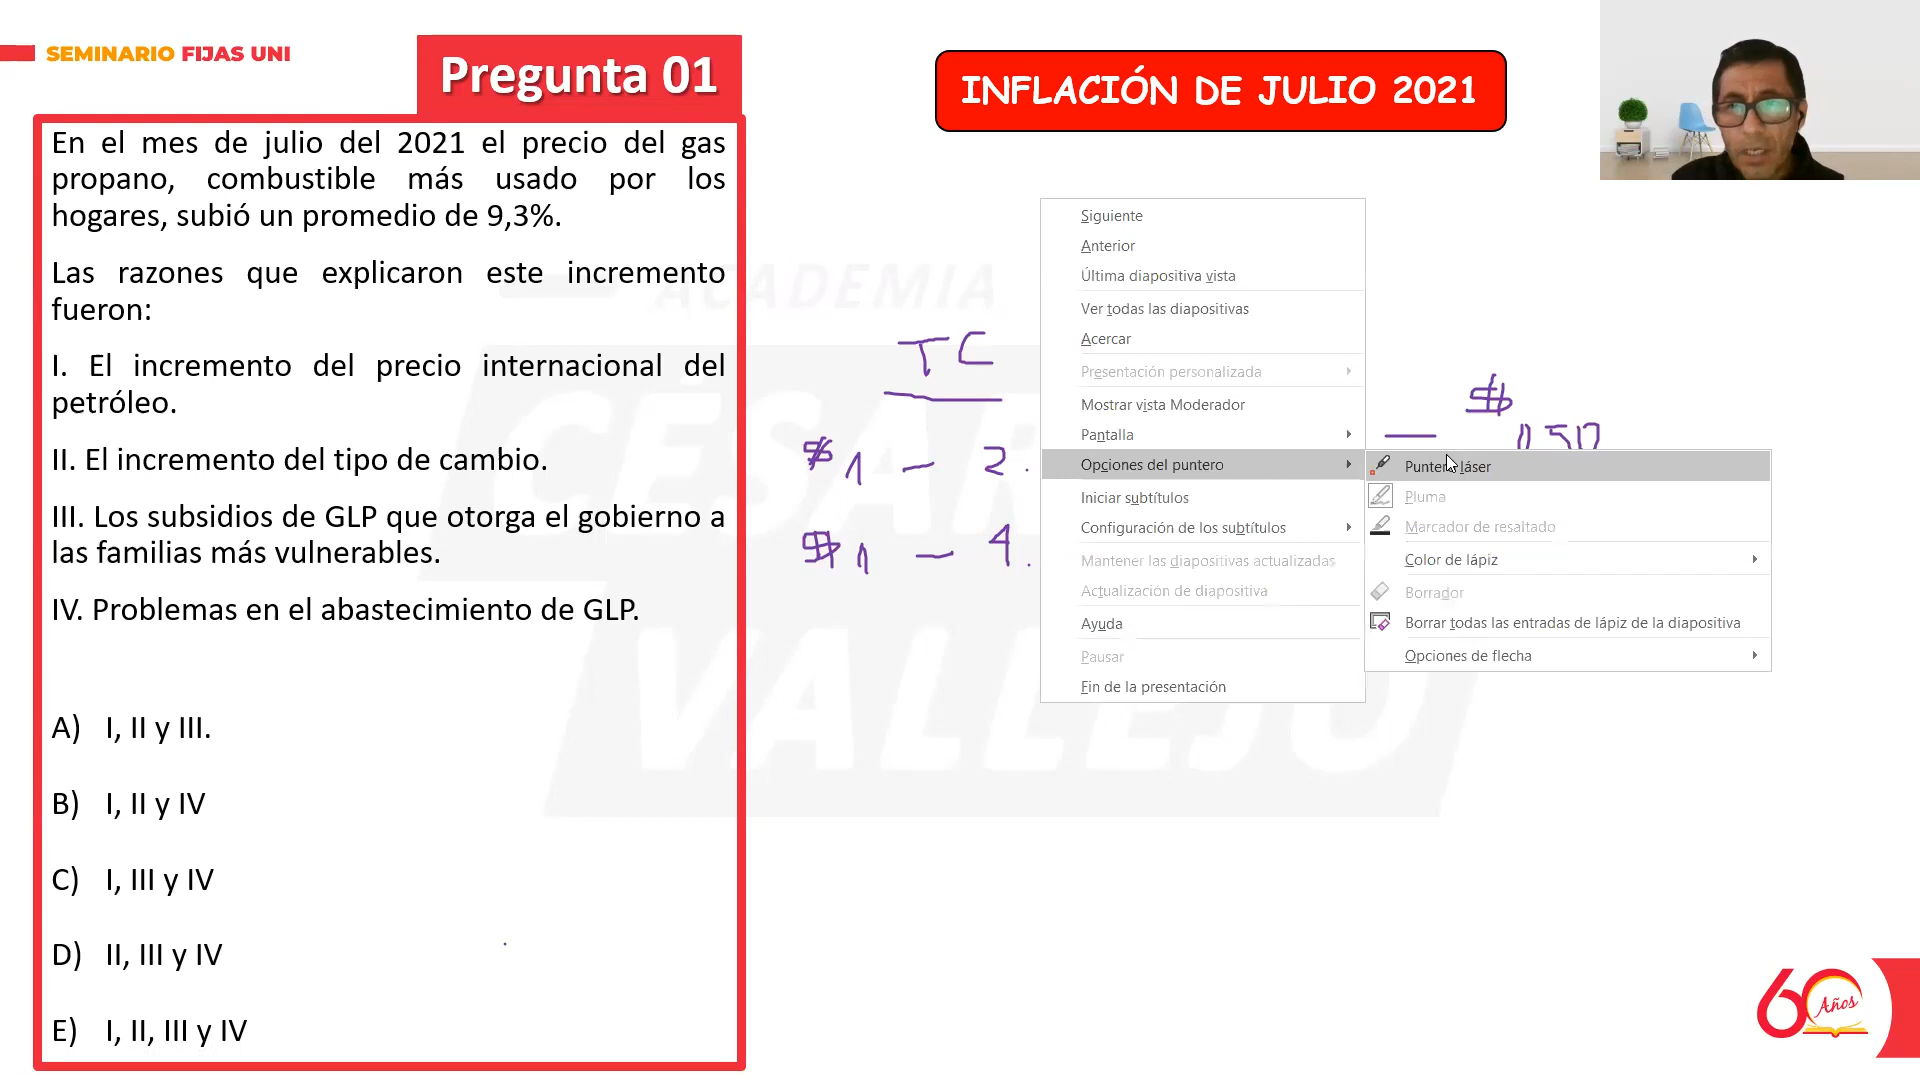 SEMINARIO FIJAS UNI
Pregunta 01
INFLACIÓN DE JULIO 2021
En el mes de julio del 2021 el precio del gas
propano, combustible más usado por los
hogares, subió un promedio de 9,3%.
Las razones que explicaron este incremento
fueron:
I. El incremento del precio internacional del
petróleo.
II. El incremento del tipo de cambio.
III. Los subsidios de GLP que otorga el gobierno a
las familias más vulnerables.
IV. Problemas en el abastecimiento de GLP.
A) I, II y III.
B) I, II y IV
C) I, III y IV
D) II, III y IV
E) I, II, III y IV
ACADEMIA
CÉSAR
VALLEJO
TC
$ 1 — 2.
$ 1 — 4.
$
Siguiente
Anterior
Última diapositiva vista
Ver todas las diapositivas
Acercar
Presentación personalizada
Mostrar vista Moderador
Pantalla
Opciones del puntero
Iniciar subtítulos
Configuración de los subtítulos
Mantener las diapositivas actualizadas
Actualización de diapositiva
Ayuda
Pausar
Fin de la presentación
Puntero láser
Pluma
Marcador de resaltado
Color de lápiz
Borrador
Borrar todas las entradas de lápiz de la diapositiva
Opciones de flecha
60 Años